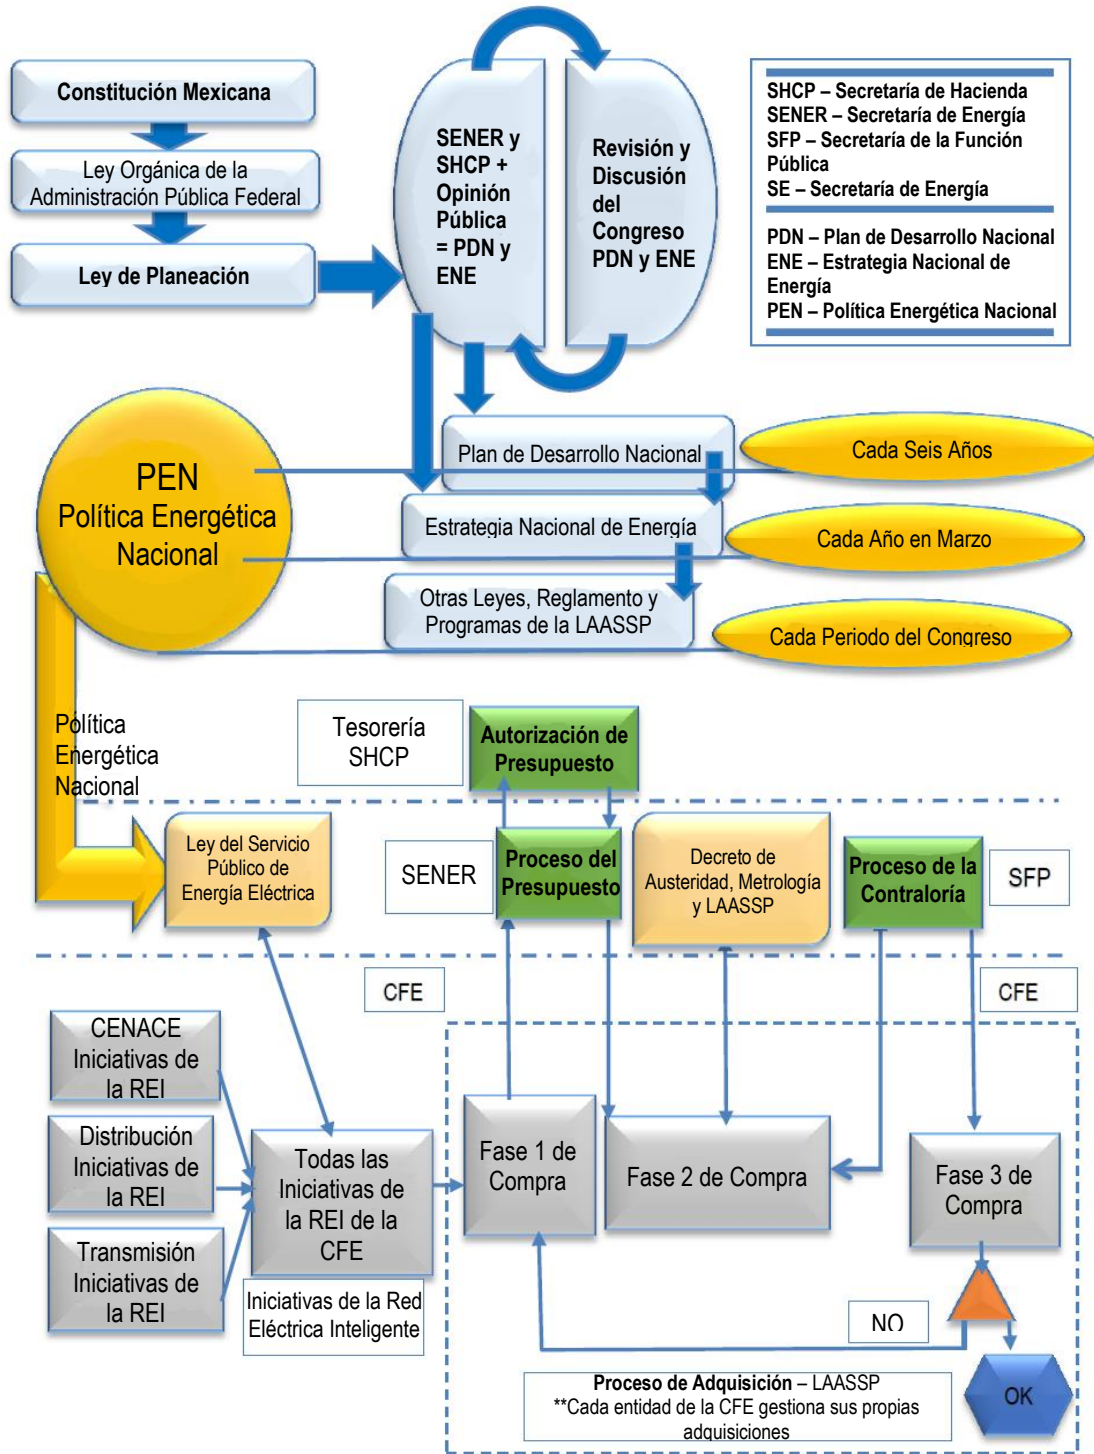 Constitución Mexicana
Ley Orgánica de la
Administración Pública Federal
Ley de Planeación
SENER y
SHCP +
Opinión
Pública
= PDN y
ENE
Revisión y
Discusión
del
Congreso
PDN y ENE
SHCP – Secretaría de Hacienda
SENER – Secretaría de Energía
SFP – Secretaría de la Función
Pública
SE – Secretaría de Energía
PDN – Plan de Desarrollo Nacional
ENE – Estrategia Nacional de
Energía
PEN – Política Energética Nacional
PEN
Política Energética
Nacional
Plan de Desarrollo Nacional
Cada Seis Años
Estrategia Nacional de Energía
Cada Año en Marzo
Otras Leyes, Reglamento y
Programas de la LAASSP
Cada Periodo del Congreso
Política
Energética
Nacional
Tesorería
SHCP
Autorización de
Presupuesto
Ley del Servicio
Público de
Energía Eléctrica
SENER
Proceso del
Presupuesto
Decreto de
Austeridad, Metrología
y LAASSP
Proceso de la
Contraloría
SFP
CFE
CFE
CENACE
Iniciativas de
la REI
Distribución
Iniciativas de
la REI
Transmisión
Iniciativas de
la REI
Todas las
Iniciativas de
la REI de la
CFE
Iniciativas de la Red
Eléctrica Inteligente
Fase 1 de
Compra
Fase 2 de Compra
Fase 3 de
Compra
NO
OK
Proceso de Adquisición – LAASSP
**Cada entidad de la CFE gestiona sus propias
adquisiciones